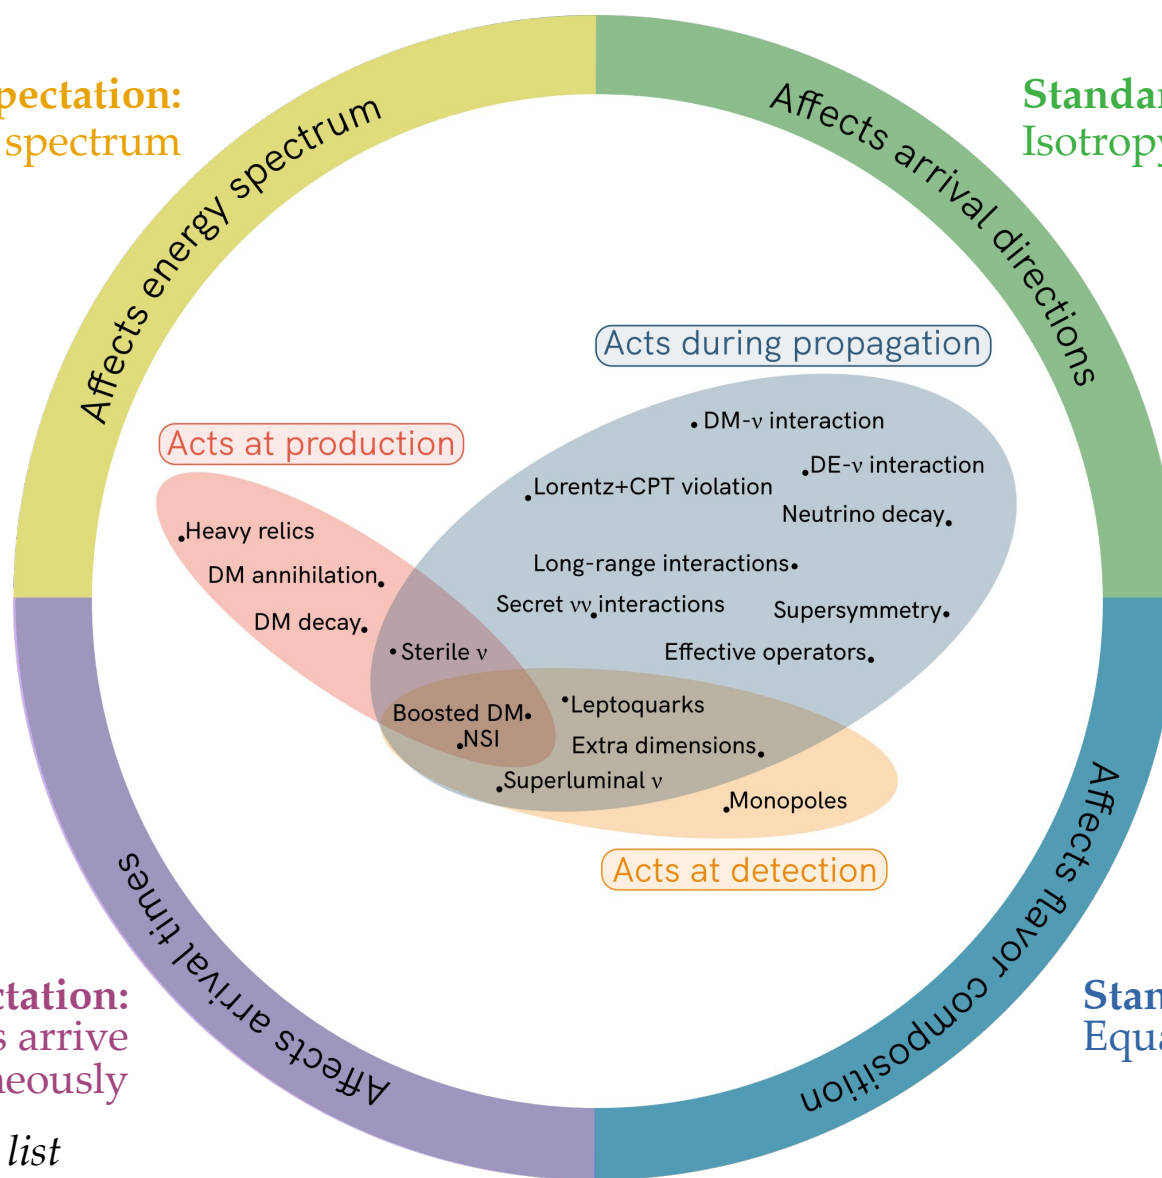 pectation:
spectrum
Standar
Isotropy
Affects energy spectrum
Affects arrival directions
Acts during propagation
DM-ν interaction
Acts at production
DE-ν interaction
Lorentz+CPT violation
Neutrino decay
Heavy relics
Long-range interactions
DM annihilation
Secret νν interactions
Supersymmetry
DM decay
Sterile ν
Effective operators
Leptoquarks
Boosted DM
NSI
Extra dimensions
Superluminal ν
Monopoles
Acts at detection
Affects arrival times
Affects flavor composition
ctation:
s arrive
neously
Stan
Equa
list